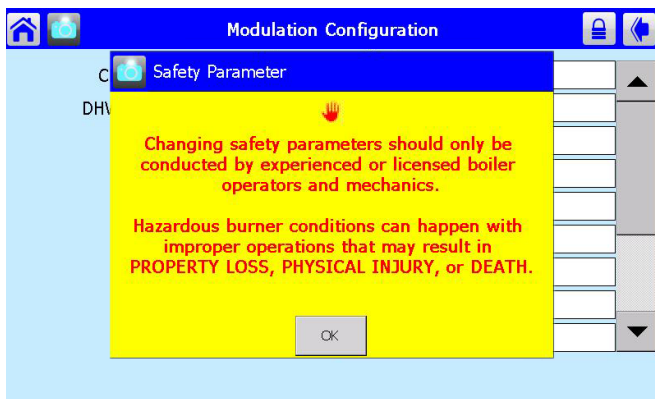 Modulation Configuration
Safety Parameter
C
DHV
Changing safety parameters should only be
conducted by experienced or licensed boiler
operators and mechanics.
Hazardous burner conditions can happen with
improper operations that may result in
PROPERTY LOSS, PHYSICAL INJURY, or DEATH.
OK